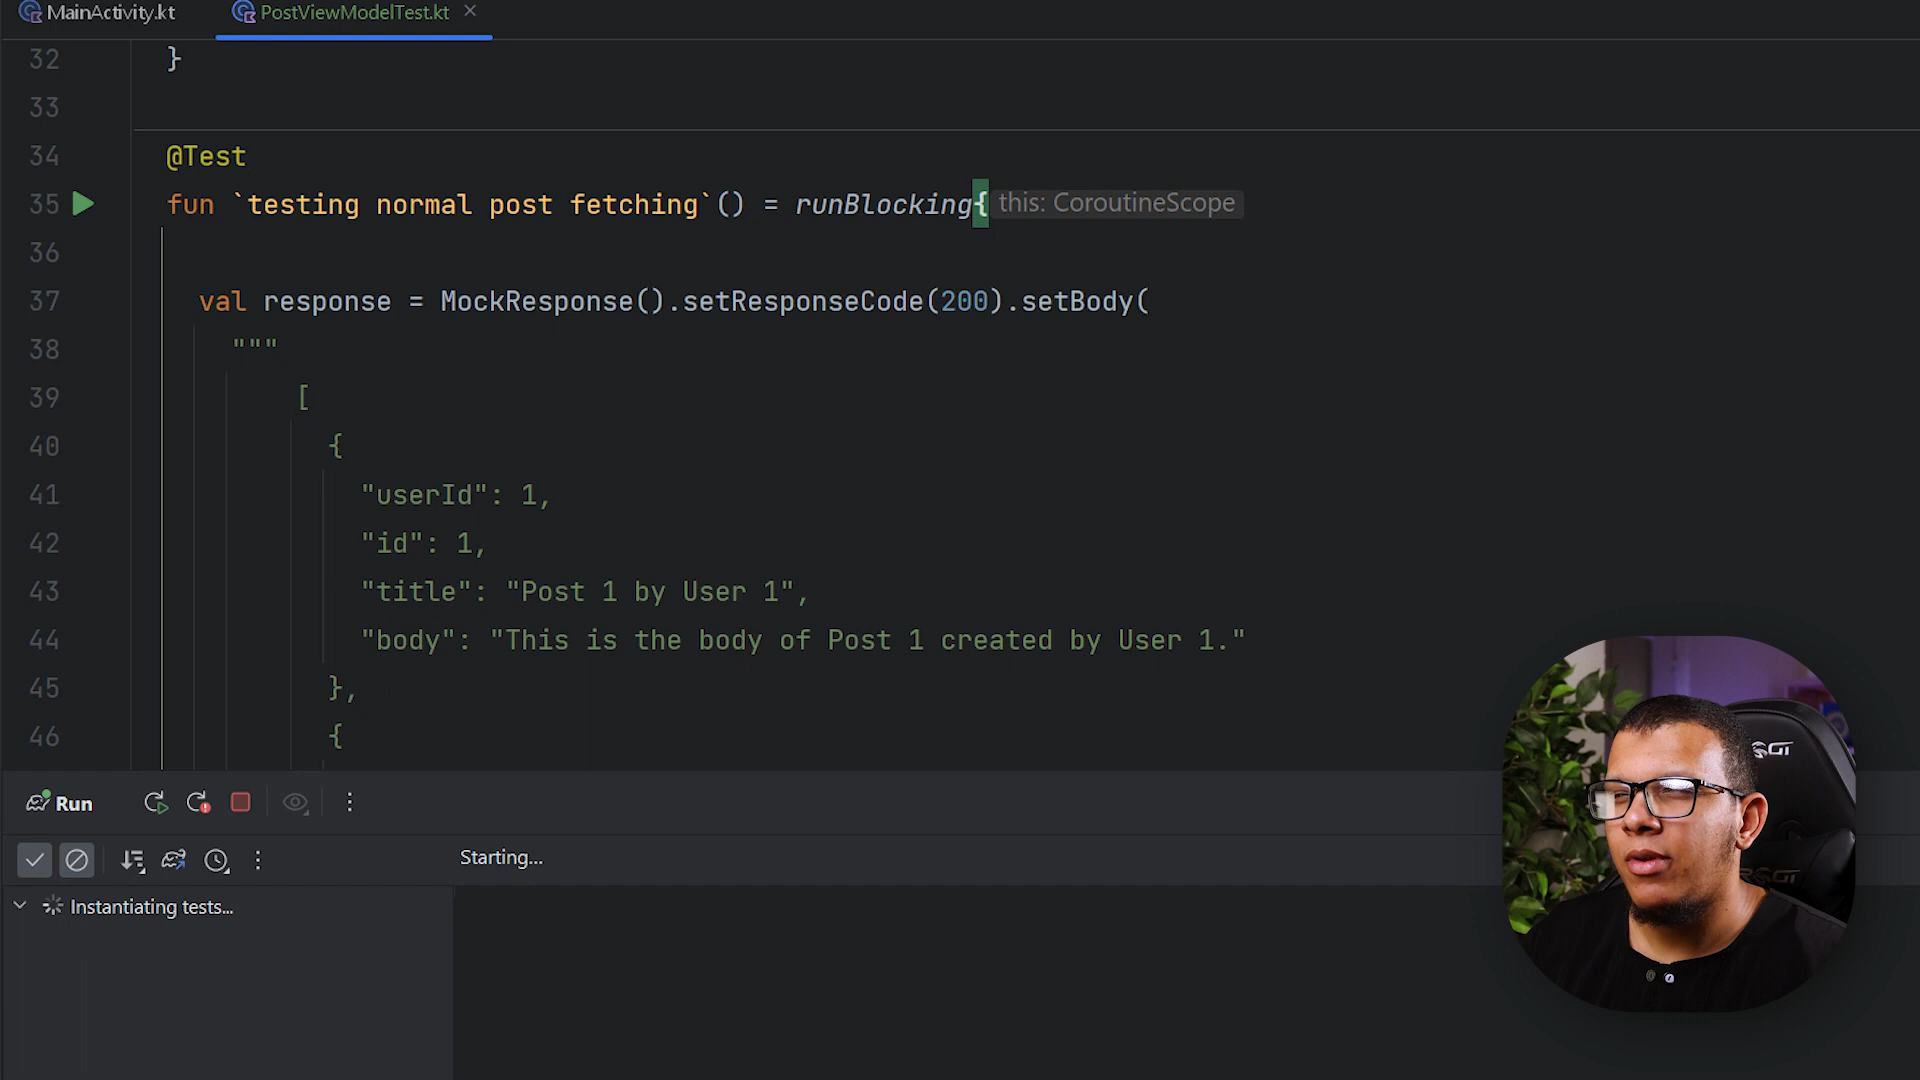 MainActivity.kt
PostViewModelTest.kt
32 }
33
34 @Test
35 fun `testing normal post fetching`() = runBlocking{ this: CoroutineScope
36
37 val response = MockResponse().setResponseCode(200).setBody(
38 """
39 [
40 {
41 "userId": 1,
42 "id": 1,
43 "title": "Post 1 by User 1",
44 "body": "This is the body of Post 1 created by User 1."
45 },
46 {
Run
Starting...
Instantiating tests...